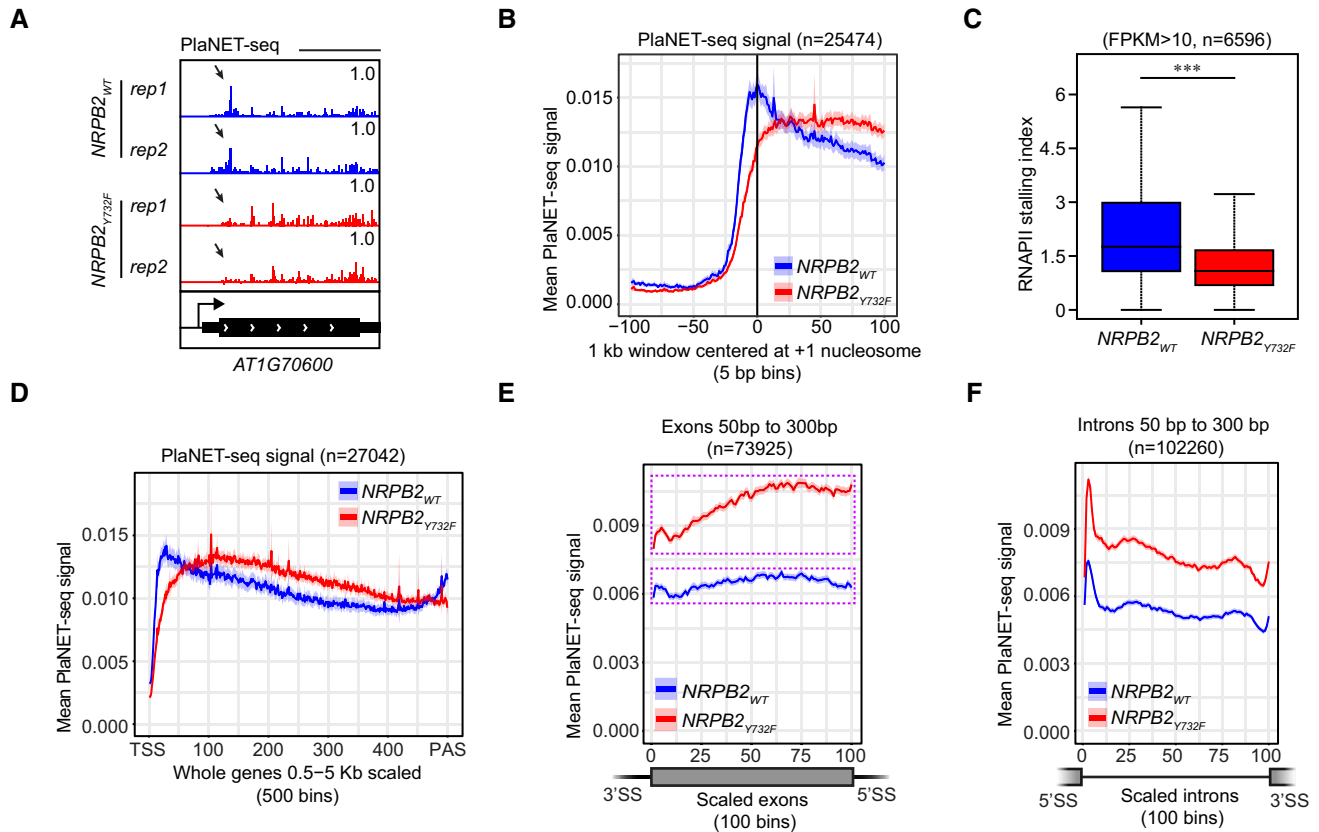 A
PlaNET-seq
NRPB2WT
rep1
1.0
rep2
1.0
NRPB2Y732F
rep1
1.0
rep2
1.0
AT1G70600
B
PlaNET-seq signal (n=25474)
Mean PlaNET-seq signal
0.015
0.010
0.005
0.000
NRPB2WT
NRPB2Y732F
−100
−50
0
50
100
1 kb window centered at +1 nucleosome
(5 bp bins)
C
(FPKM>10, n=6596)
***
RNAPII stalling index
6
4.5
3
1.5
0
NRPB2WT
NRPB2Y732F
D
PlaNET-seq signal (n=27042)
Mean PlaNET-seq signal
0.015
0.010
0.005
0.000
NRPB2WT
NRPB2Y732F
TSS
100
200
300
400
PAS
Whole genes 0.5−5 Kb scaled
(500 bins)
E
Exons 50bp to 300bp
(n=73925)
Mean PlaNET-seq signal
0.009
0.006
0.003
0.000
NRPB2WT
NRPB2Y732F
0
25
50
75
100
3'SS
5'SS
Scaled exons
(100 bins)
F
Introns 50 bp to 300 bp
(n=102260)
Mean PlaNET-seq signal
0.009
0.006
0.003
0.000
NRPB2WT
NRPB2Y732F
0
25
50
75
100
5'SS
3'SS
Scaled introns
(100 bins)